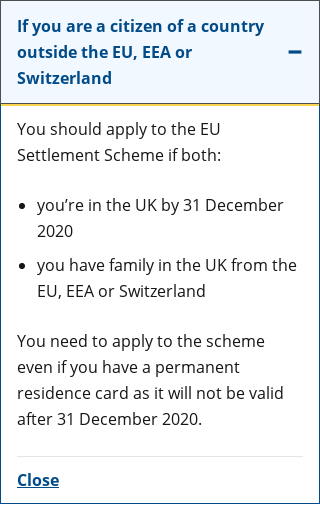 If you are a citizen of a country
outside the EU, EEA or
Switzerland
You should apply to the EU
Settlement Scheme if both:
• you’re in the UK by 31 December
2020
• you have family in the UK from the
EU, EEA or Switzerland
You need to apply to the scheme
even if you have a permanent
residence card as it will not be valid
after 31 December 2020.
Close